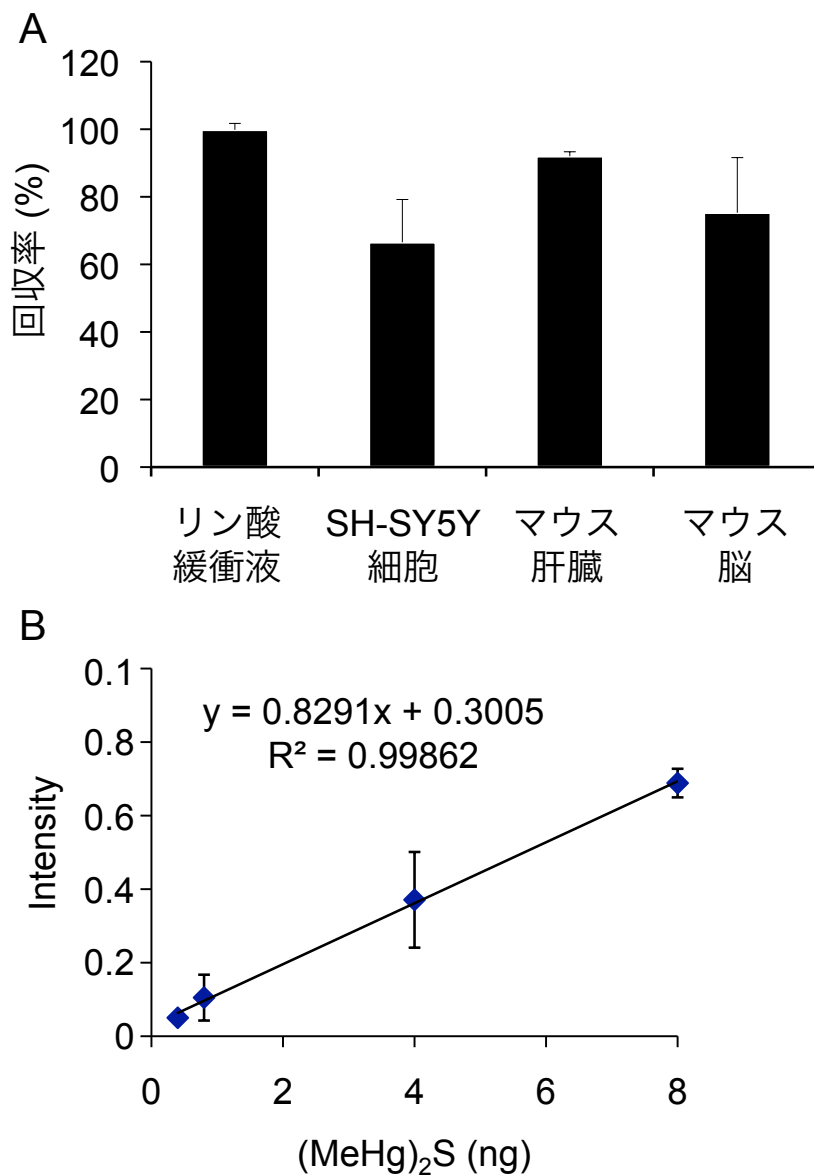 A
120
100
80
60
40
20
0
回収率 (%)
リン酸
緩衝液
SH-SY5Y
細胞
マウス
肝臓
マウス
脳
B
0.1
0.8
0.6
0.4
0.2
0
Intensity
y = 0.8291x + 0.3005
R² = 0.99862
0 2 4 6 8
(MeHg)₂S (ng)